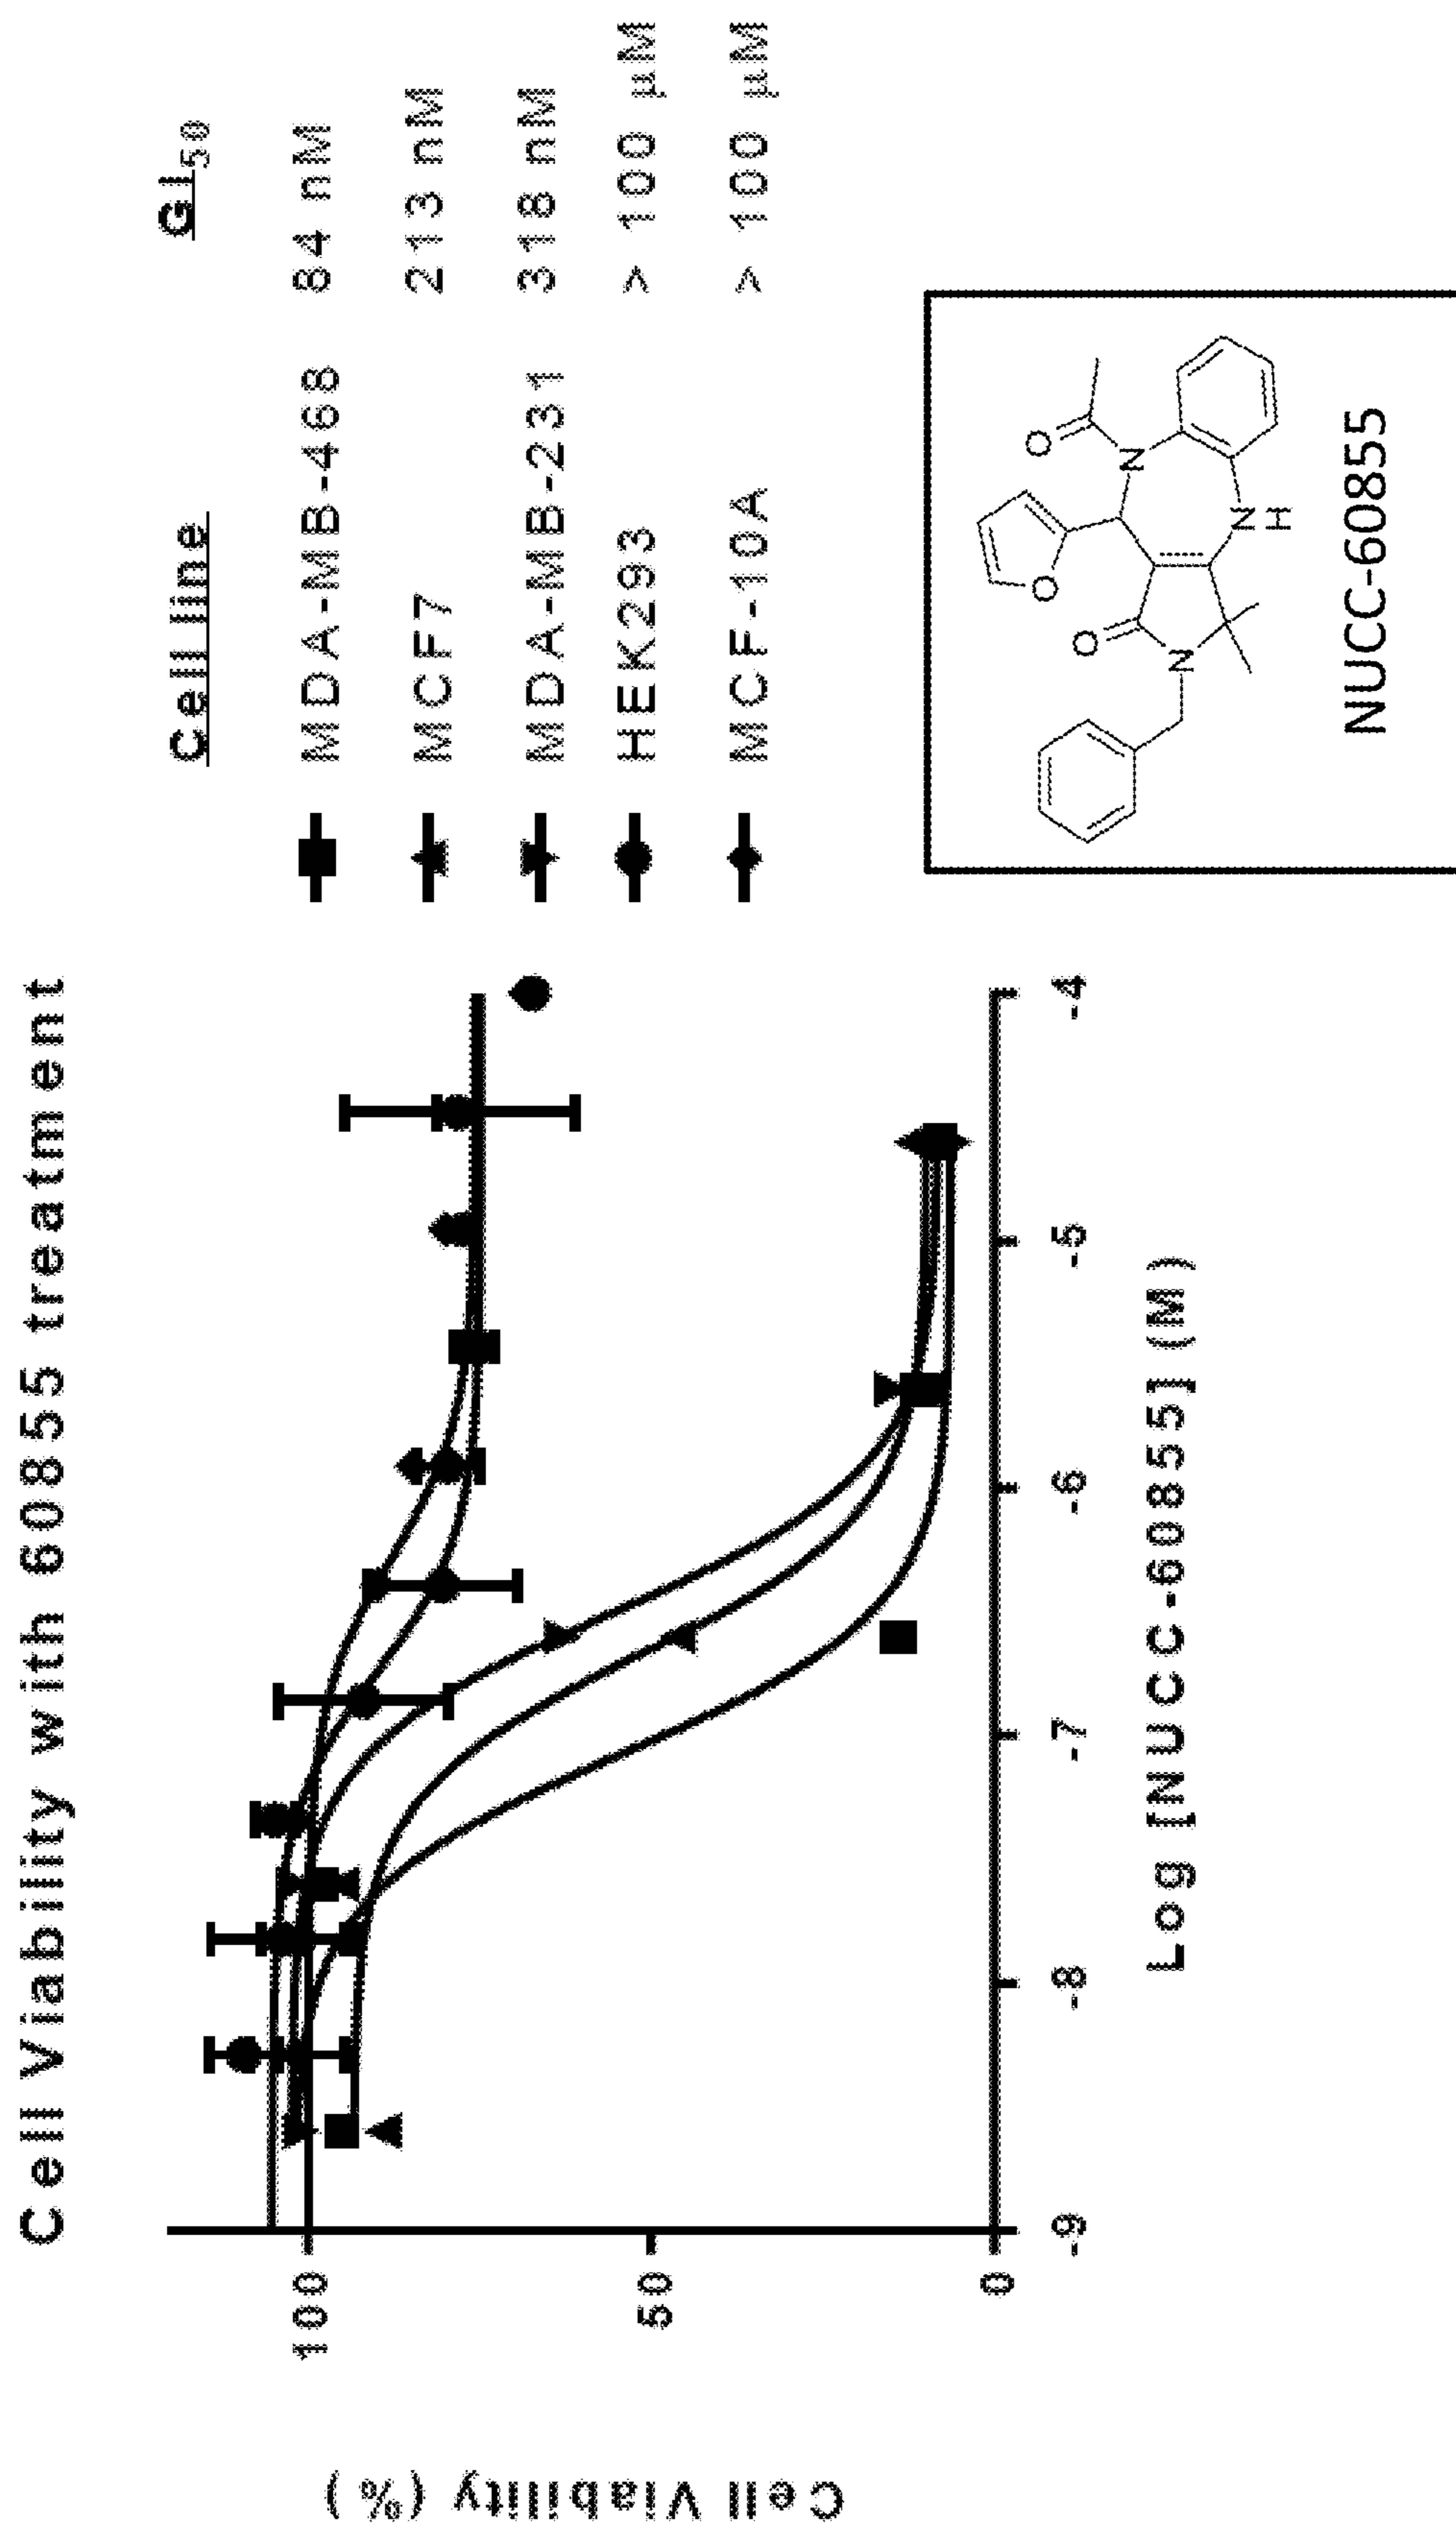 Cell Viability with 60855 treatment
Cell Viability (%)
100
50
0
-9
-8
-7
-6
-5
-4
Log [NUCC-60855] (M)
Cell line GI50
MDA-MB-468 84 nM
MCF7 213 nM
MDA-MB-231 318 nM
HEK293 > 100 µM
MCF-10A > 100 µM
O
O
O
N
N
N
H
NUCC-60855